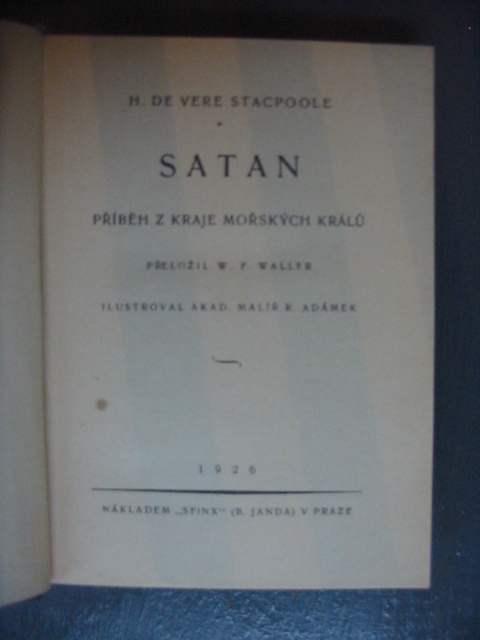 H. DE VERE STACPOOLE
SATAN
PŘÍBĚH Z KRAJE MOŘSKÝCH KRÁLŮ
PŘELOŽIL W. F. WALLER
ILUSTROVAL AKAD. MALÍŘ R. ADÁMEK
1926
NÁKLADEM „SFINX" (B. JANDA) V PRAZE